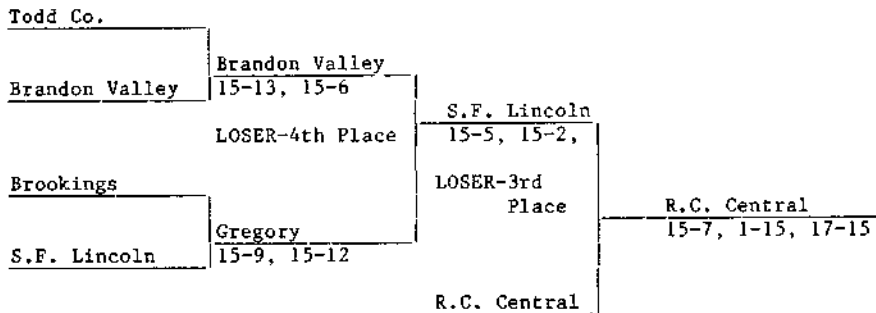 Todd Co.
Brandon Valley
Brandon Valley
15-13, 15-6
S.F. Lincoln
15-5, 15-2,
LOSER-4th Place
Brookings
LOSER-3rd
Place
R.C. Central
15-7, 1-15, 17-15
Gregory
15-9, 15-12
S.F. Lincoln
R.C. Central